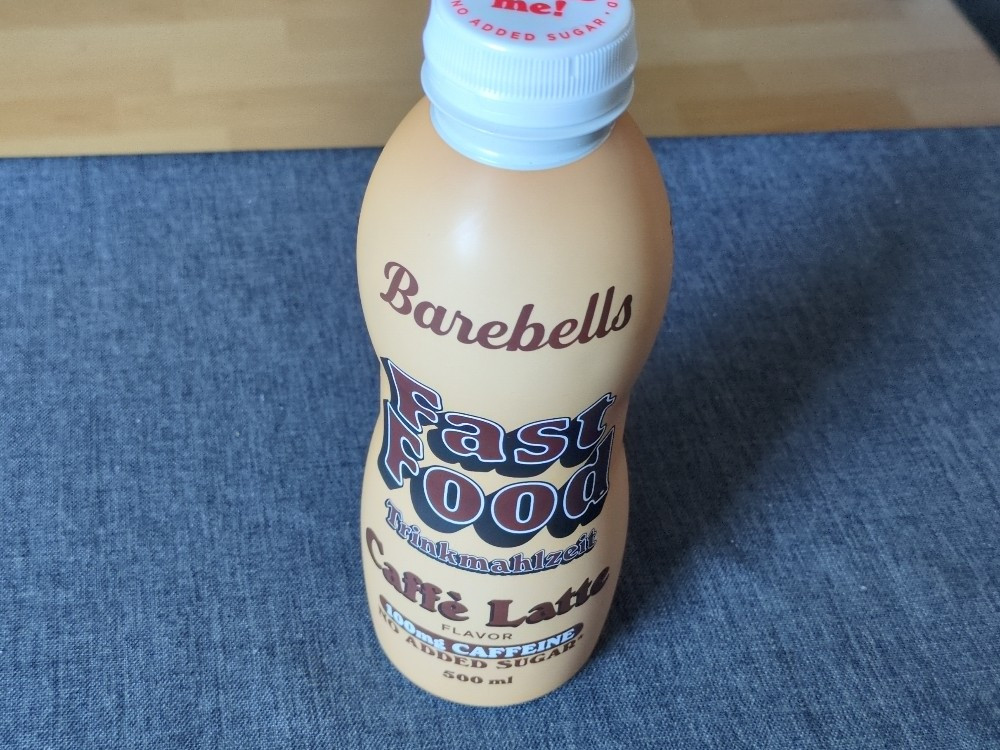 me!
NO ADDED SUGAR •
Barebells
Fast
Food
Trinkmahlzeit
Caffè Latte
FLAVOR
100mg CAFFEINE
NO ADDED SUGAR*
500 ml